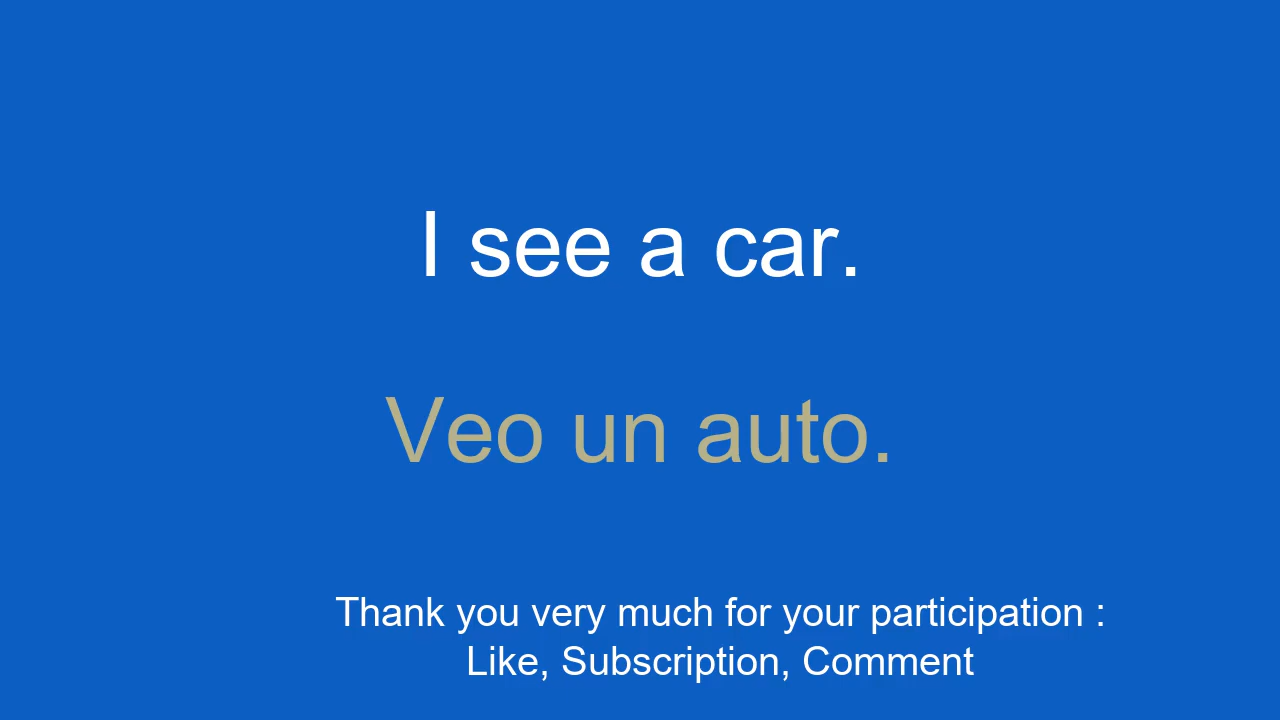 I see a car.
Veo un auto.
Thank you very much for your participation :
Like, Subscription, Comment